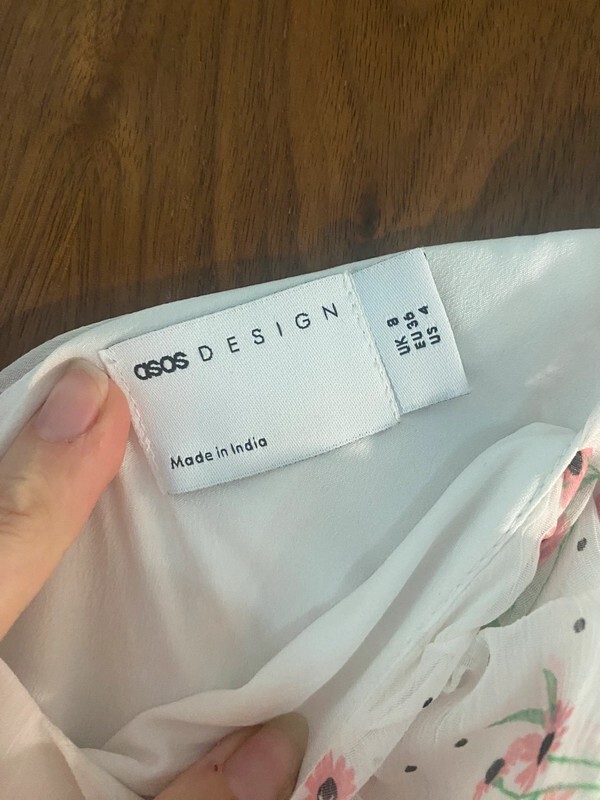 asos DESIGN
Made in India
UK 8
EU 36
US 4